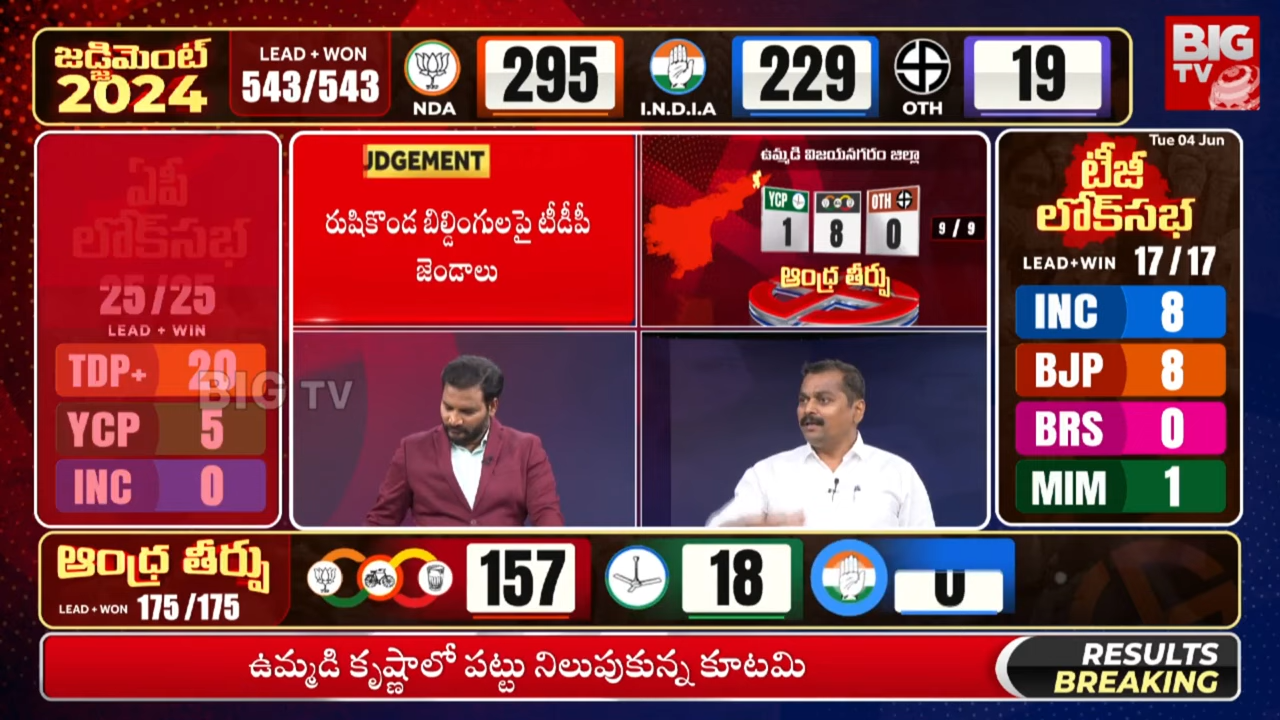 జడ్జిమెంట్
2024
LEAD + WON
543/543
NDA
295
I.N.D.I.A
229
OTH
19
BIG
TV
ఏపీ
లోక్‌సభ
25/25
LEAD + WIN
TDP+ 20
YCP 5
INC 0
BIG TV
JDGEMENT
రుషికొండ బిల్డింగులపై టీడీపీ
జెండాలు
ఉమ్మడి విజయనగరం జిల్లా
YCP
OTH
1 8 0
9 / 9
ఆంధ్ర తీర్పు
Tue 04 Jun
టీజీ
లోక్‌సభ
LEAD+WIN 17/17
INC 8
BJP 8
BRS 0
MIM 1
ఆంధ్ర తీర్పు
LEAD + WON 175/175
157
18
0
ఉమ్మడి కృష్ణాలో పట్టు నిలుపుకున్న కూటమి
RESULTS
BREAKING